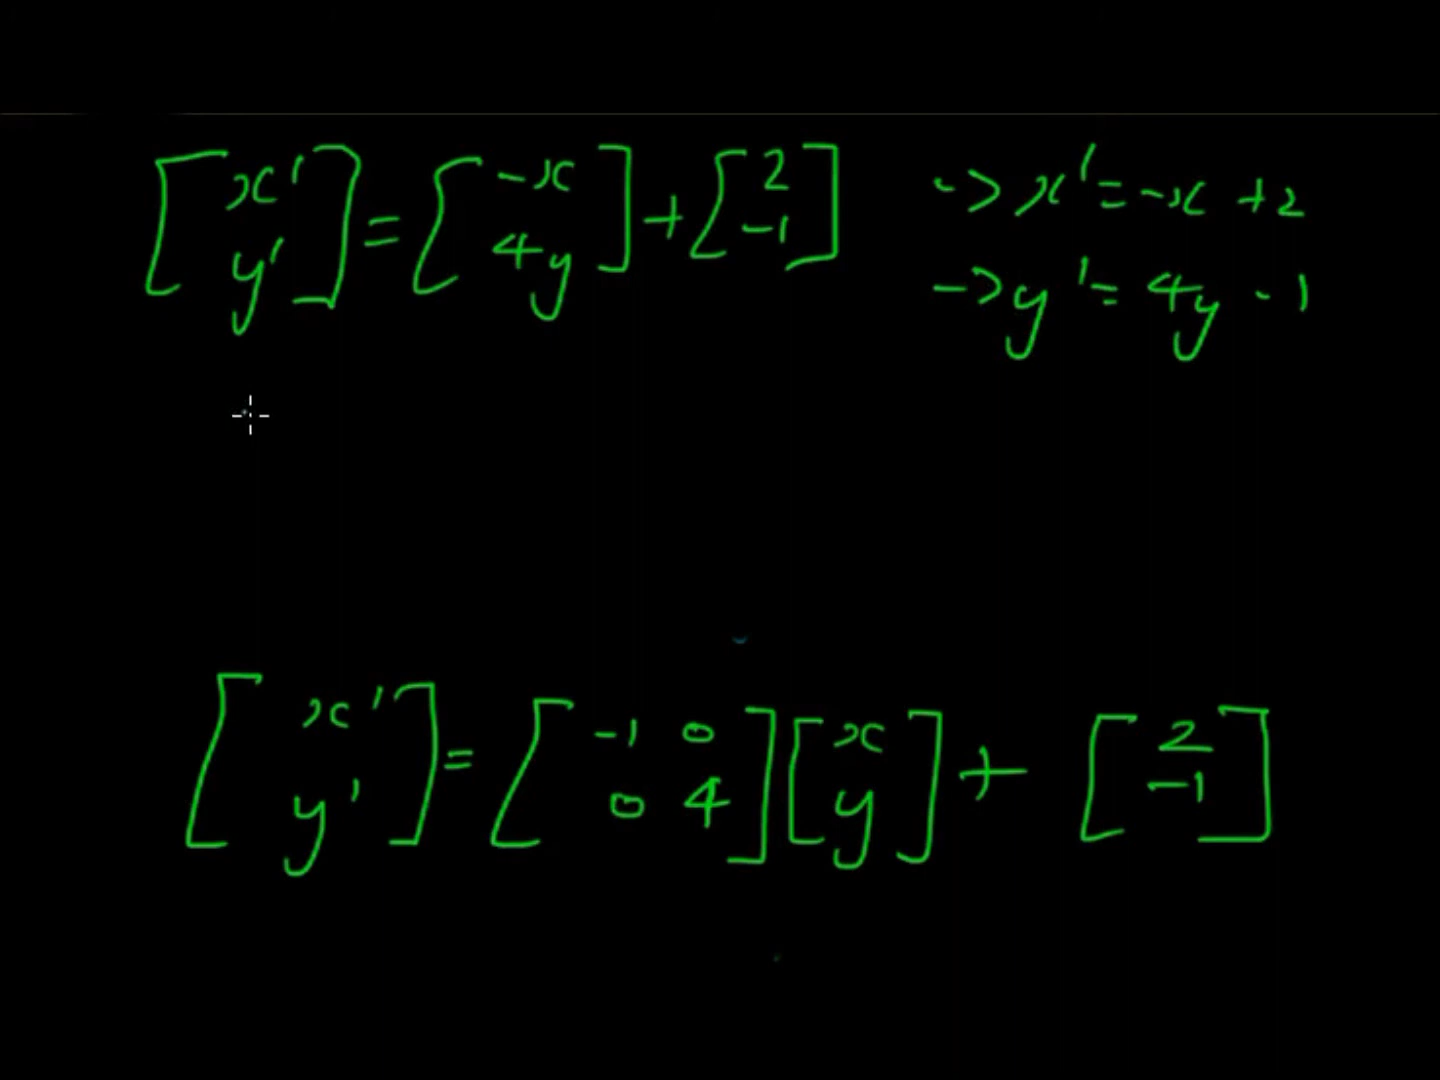 [x' y'] = [-x 4y] + [2 -1] -> x' = -x + 2
-> y' = 4y - 1
[x' y'] = [-1 0 0 4] [x y] + [2 -1]